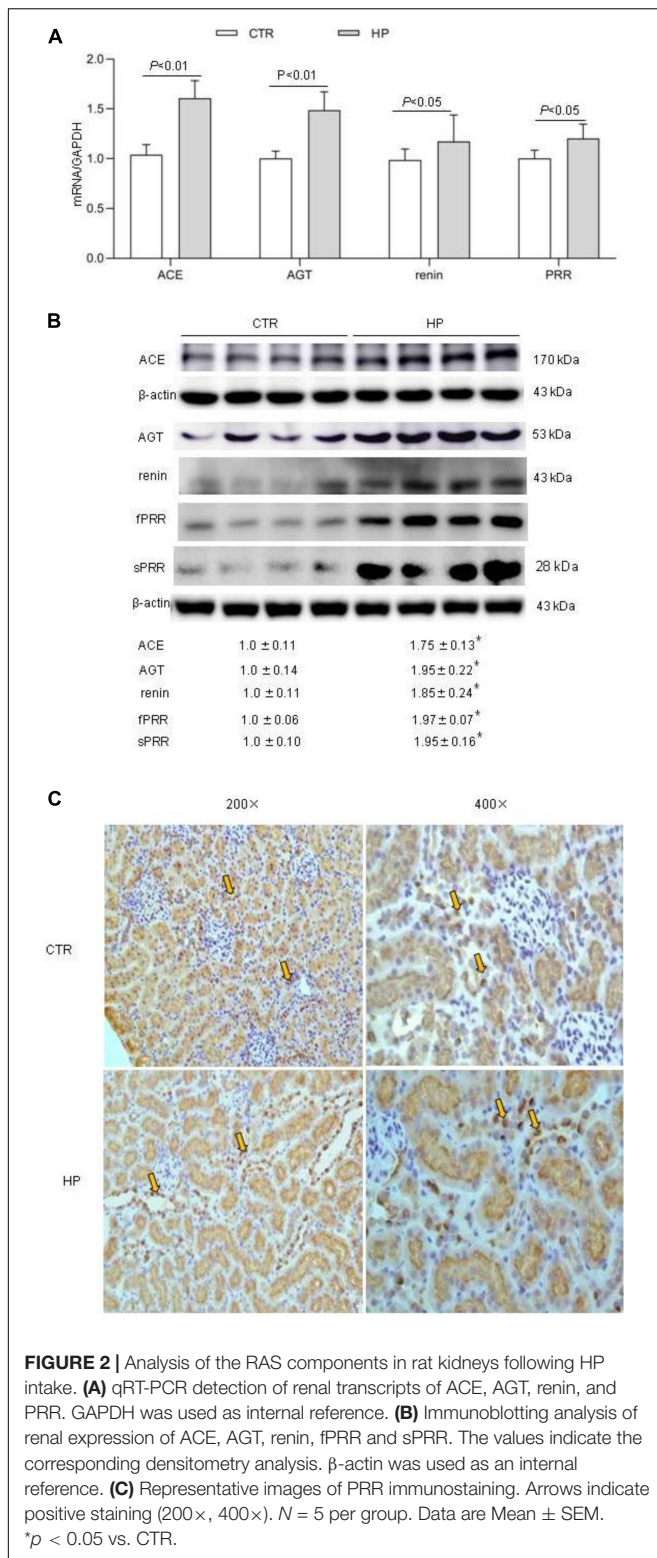 A
CTR HP
P<0.01 P<0.01 P<0.05 P<0.05
mRNA/GAPDH
2.0
1.5
1.0
0.5
0.0
ACE AGT renin PRR
B
CTR HP
ACE 170 kDa
β-actin 43 kDa
AGT 53 kDa
renin 43 kDa
fPRR
sPRR 28 kDa
β-actin 43 kDa
ACE 1.0 ± 0.11 1.75 ± 0.13*
AGT 1.0 ± 0.14 1.95 ± 0.22*
renin 1.0 ± 0.11 1.85 ± 0.24*
fPRR 1.0 ± 0.06 1.97 ± 0.07*
sPRR 1.0 ± 0.10 1.95 ± 0.16*
C
200× 400×
CTR
HP
FIGURE 2 | Analysis of the RAS components in rat kidneys following HP
intake. (A) qRT-PCR detection of renal transcripts of ACE, AGT, renin, and
PRR. GAPDH was used as internal reference. (B) Immunoblotting analysis of
renal expression of ACE, AGT, renin, fPRR and sPRR. The values indicate the
corresponding densitometry analysis. β-actin was used as an internal
reference. (C) Representative images of PRR immunostaining. Arrows indicate
positive staining (200×, 400×). N = 5 per group. Data are Mean ± SEM.
*p < 0.05 vs. CTR.